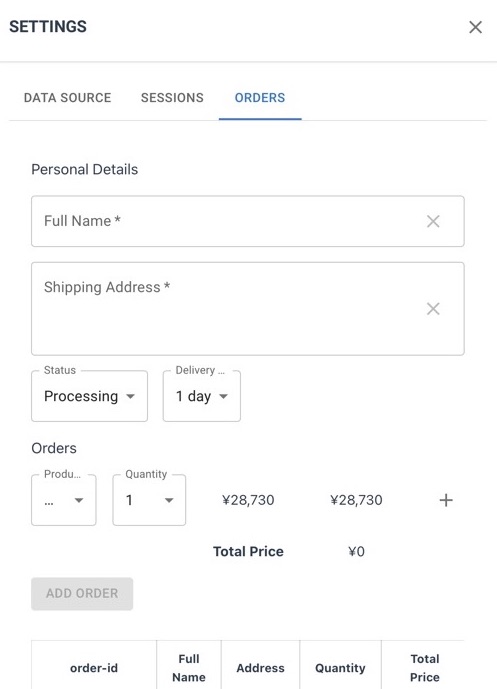 SETTINGS
DATA SOURCE SESSIONS ORDERS
Personal Details
Full Name *
Shipping Address *
Status Delivery ...
Processing 1 day
Orders
Produ... Quantity
... 1 ¥28,730 ¥28,730
Total Price ¥0
ADD ORDER
order-id Full Name Address Quantity Total Price